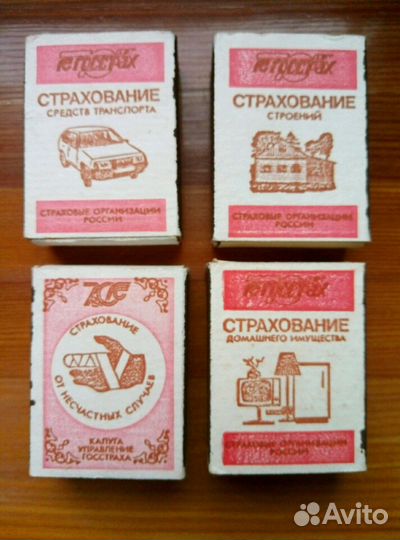 СТРАХОВАНИЕ
СРЕДСТВ ТРАНСПОРТА
СТРАХОВЫЕ ОРГАНИЗАЦИИ
РОССИИ
СТРАХОВАНИЕ
СТРОЕНИЙ
СТРАХОВЫЕ ОРГАНИЗАЦИИ
РОССИИ
СТРАХОВАНИЕ
ОТ НЕСЧАСТНЫХ СЛУЧАЕВ
КАЛУГА
УПРАВЛЕНИЕ
ГОССТРАХА
СТРАХОВАНИЕ
ДОМАШНЕГО ИМУЩЕСТВА
СТРАХОВЫЕ ОРГАНИЗАЦИИ
РОССИИ
Avito